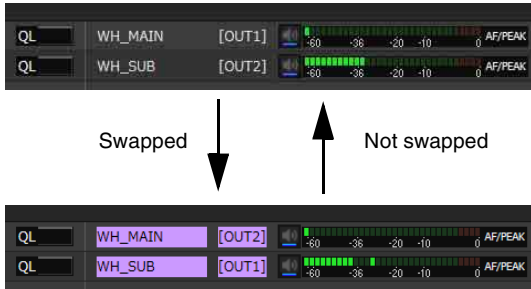 QL WH_MAIN [OUT1] -60 -36 -20 -10 0 AF/PEAK
QL WH_SUB [OUT2] -60 -36 -20 -10 0 AF/PEAK
Swapped Not swapped
QL WH_MAIN [OUT2] -60 -36 -20 -10 0 AF/PEAK
QL WH_SUB [OUT1] -60 -36 -20 -10 0 AF/PEAK